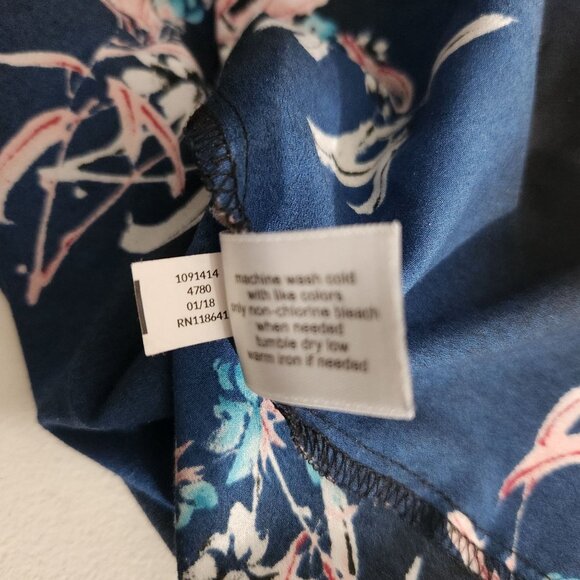 1091414
4780
01/18
RN118641
machine wash cold
with like colors.
only non-chlorine bleach
when needed
tumble dry low
warm iron if needed